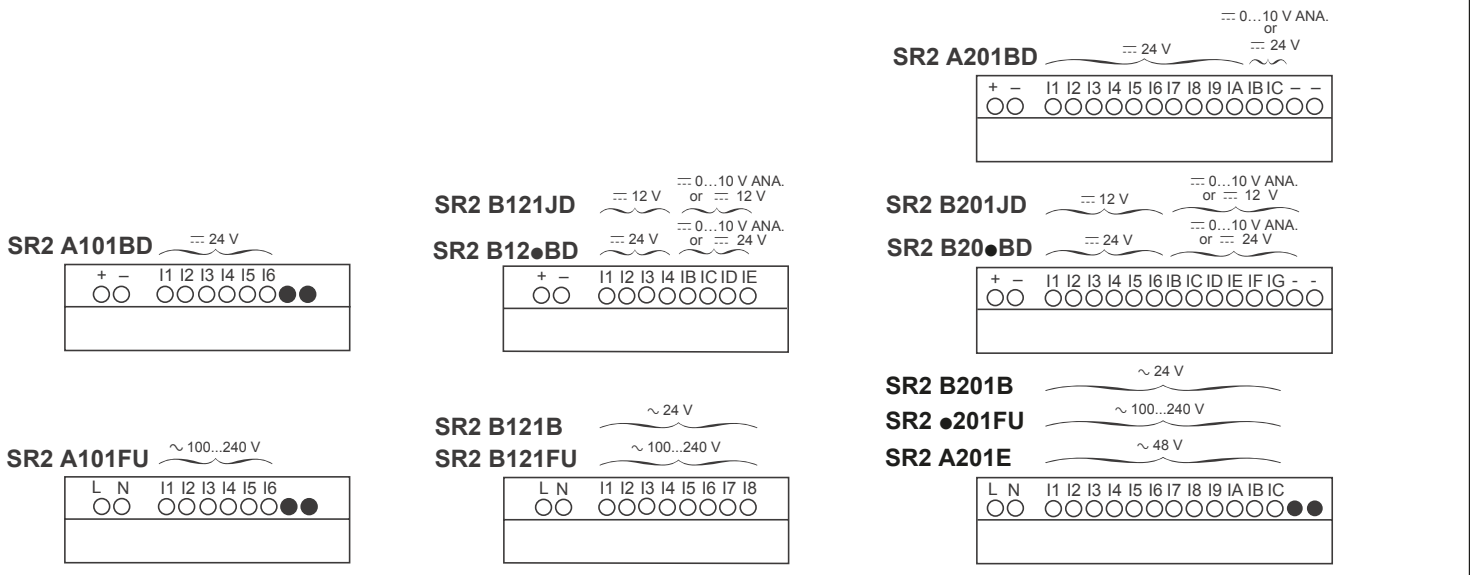 ⎓ 0...10 V ANA.
or
SR2 A201BD ⎓ 24 V ⎓ 24 V
+ – I1 I2 I3 I4 I5 I6 I7 I8 I9 IA IB IC – –
SR2 A101BD ⎓ 24 V
+ – I1 I2 I3 I4 I5 I6
⎓ 0...10 V ANA.
SR2 B121JD ⎓ 12 V or ⎓ 12 V
⎓ 0...10 V ANA.
SR2 B12●BD ⎓ 24 V or ⎓ 24 V
+ – I1 I2 I3 I4 IB IC ID IE
⎓ 0...10 V ANA.
SR2 B201JD ⎓ 12 V or ⎓ 12 V
⎓ 0...10 V ANA.
SR2 B20●BD ⎓ 24 V or ⎓ 24 V
+ – I1 I2 I3 I4 I5 I6 IB IC ID IE IF IG - -
SR2 A101FU ~ 100...240 V
L N I1 I2 I3 I4 I5 I6
SR2 B121B ~ 24 V
SR2 B121FU ~ 100...240 V
L N I1 I2 I3 I4 I5 I6 I7 I8
SR2 B201B ~ 24 V
SR2 ●201FU ~ 100...240 V
SR2 A201E ~ 48 V
L N I1 I2 I3 I4 I5 I6 I7 I8 I9 IA IB IC